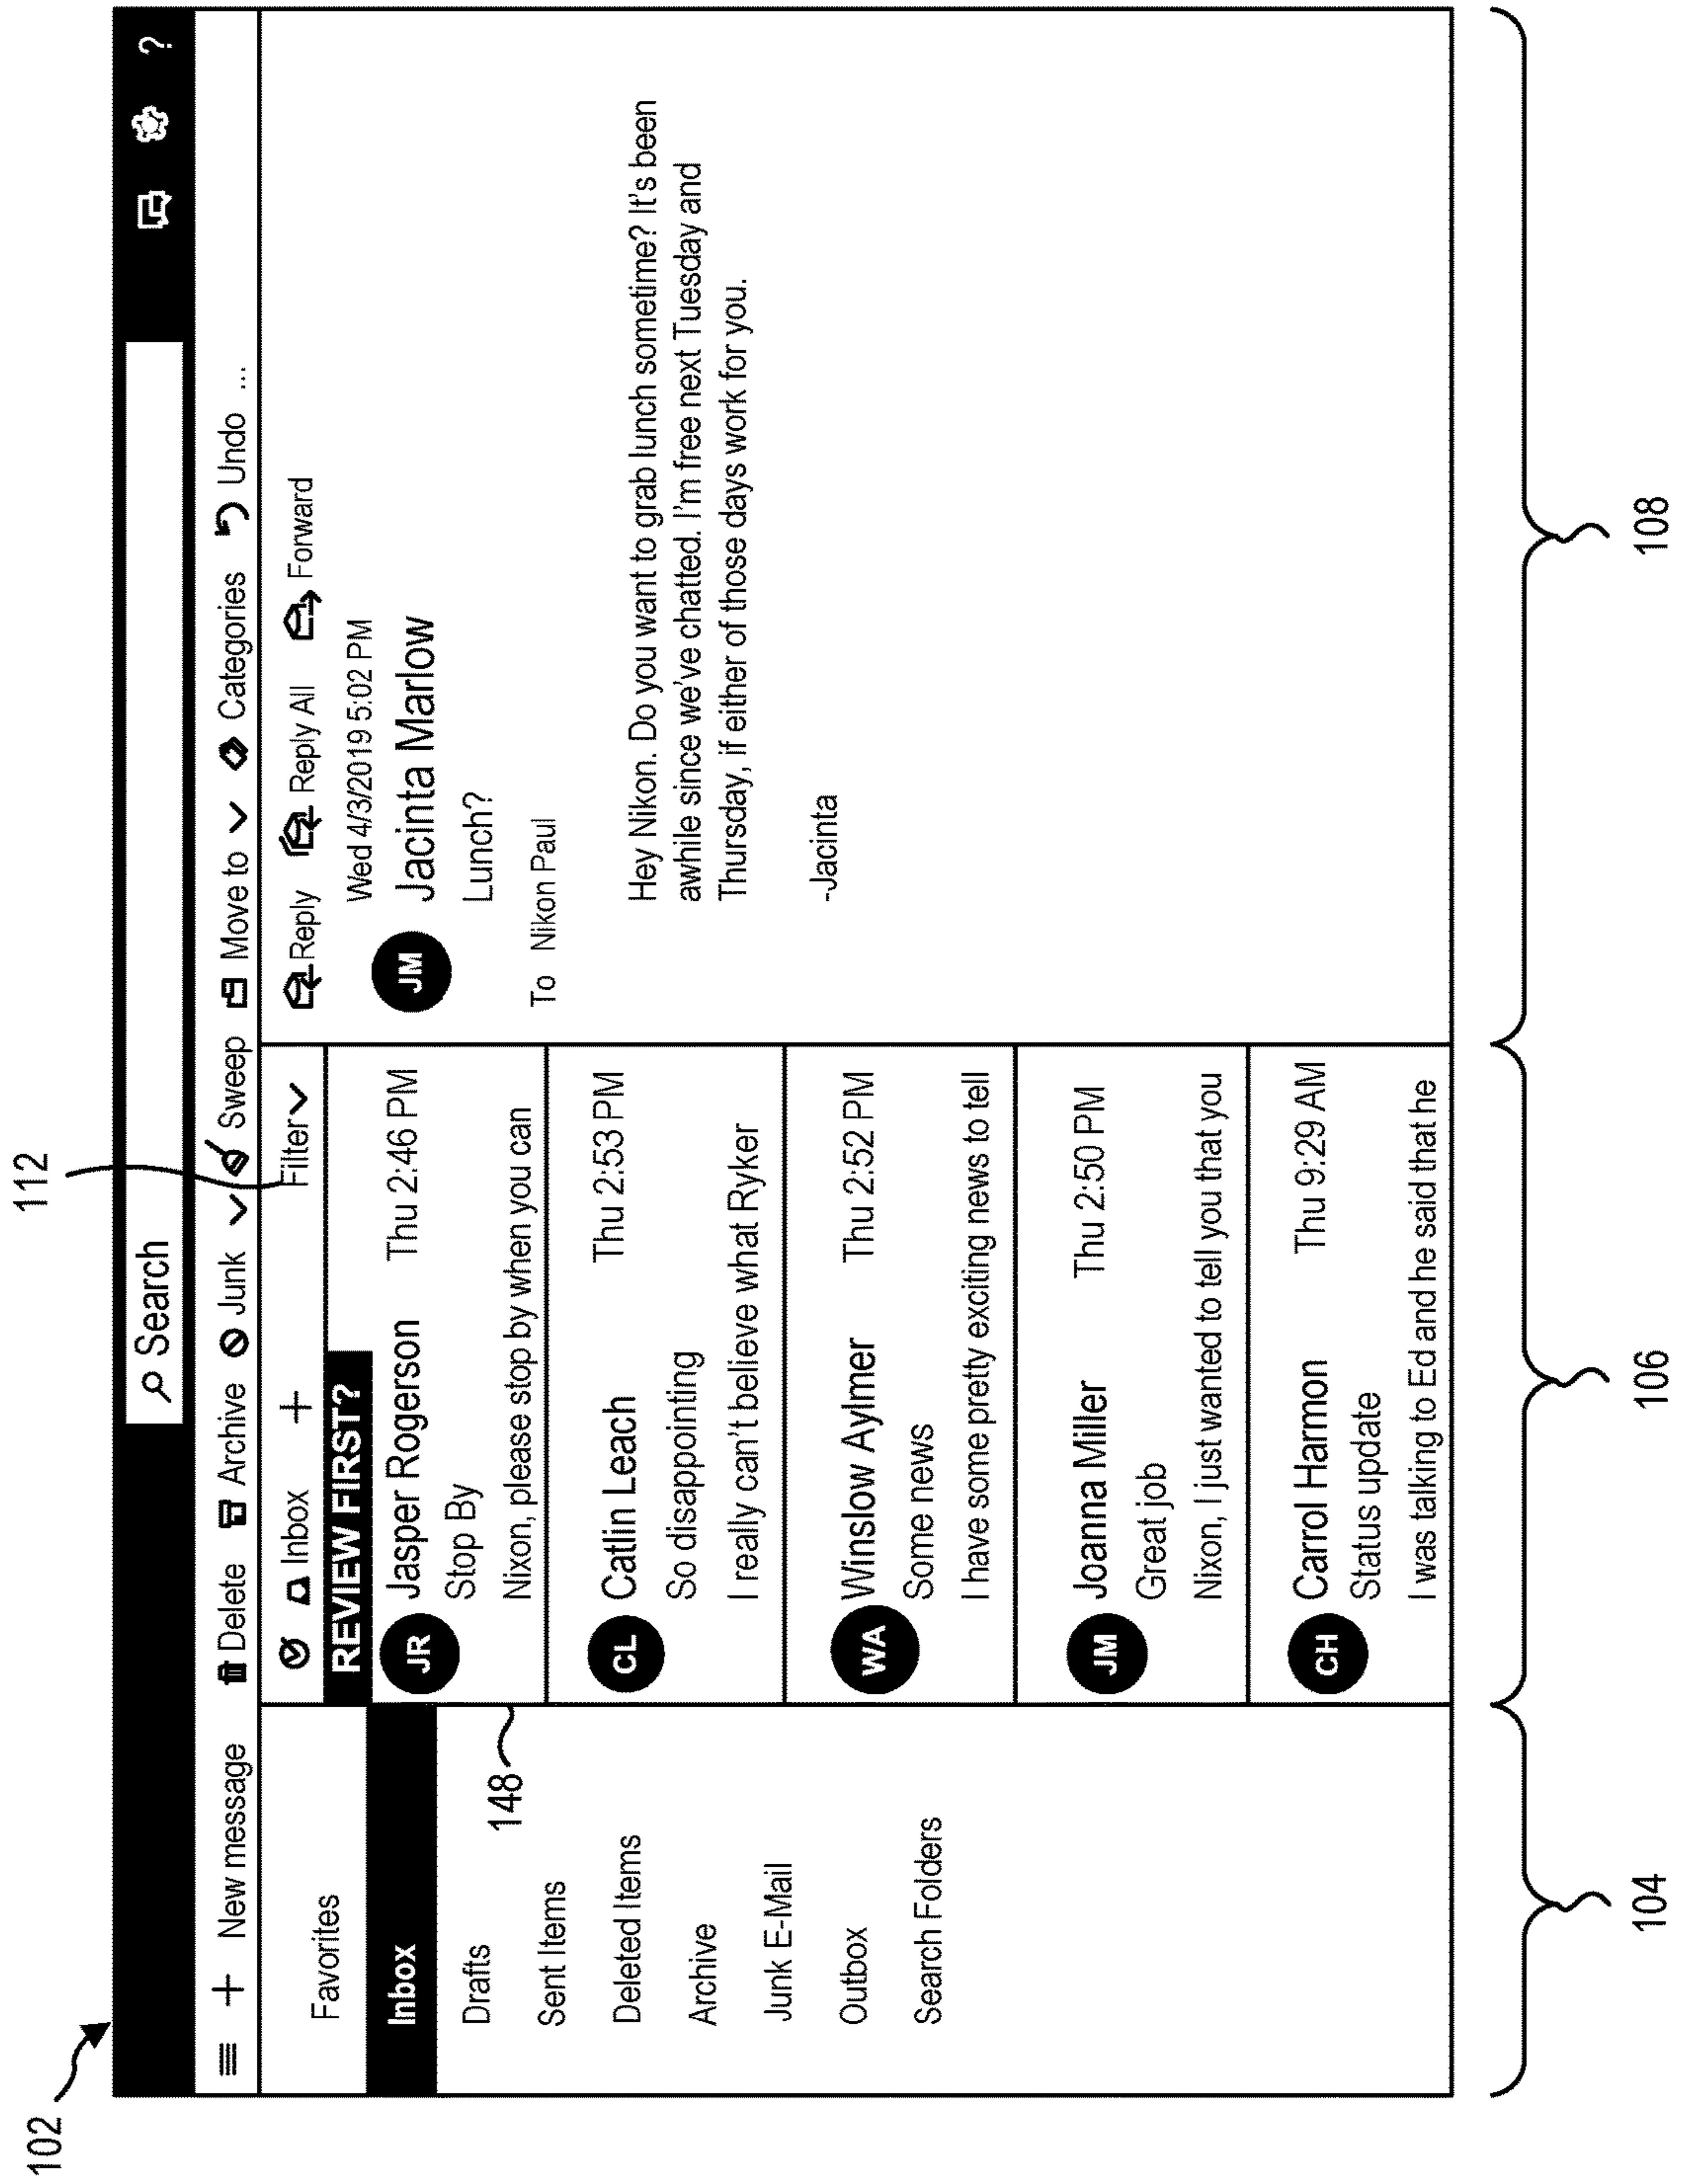 102
112
Search
?
+ New message
Delete
Archive
Junk
Sweep
Move to
Categories
Undo ...
Favorites
Inbox
Drafts
Sent Items
Deleted Items
Archive
Junk E-Mail
Outbox
Search Folders
148
Inbox +
Filter
REVIEW FIRST?
JR
Jasper Rogerson Thu 2:46 PM
Stop By
Nixon, please stop by when you can
CL
Catlin Leach Thu 2:53 PM
So disappointing
I really can't believe what Ryker
WA
Winslow Aylmer Thu 2:52 PM
Some news
I have some pretty exciting news to tell
JM
Joanna Miller Thu 2:50 PM
Great job
Nixon, I just wanted to tell you that you
CH
Carrol Harmon Thu 9:29 AM
Status update
I was talking to Ed and he said that he
Reply
Reply All
Forward
Wed 4/3/2019 5:02 PM
JM
Jacinta Marlow
Lunch?
To Nikon Paul
Hey Nikon. Do you want to grab lunch sometime? It's been
awhile since we've chatted. I'm free next Tuesday and
Thursday, if either of those days work for you.
-Jacinta
104
106
108